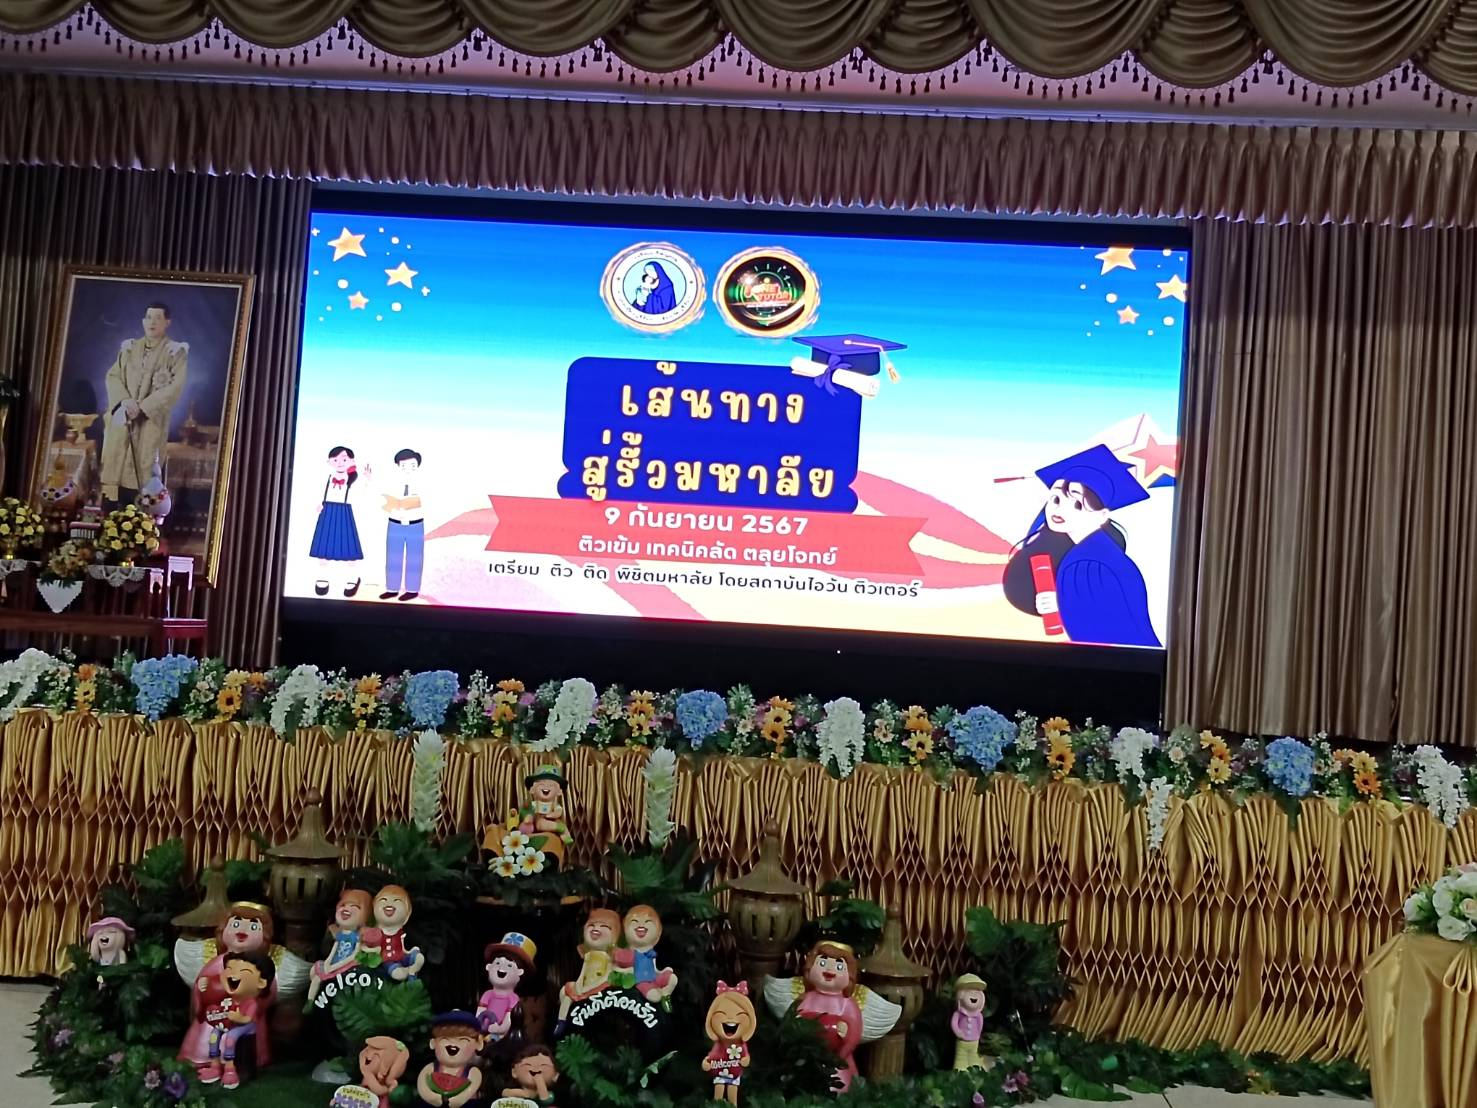 เส้นทาง
สู่รั้วมหาลัย
9 กันยายน 2567
ติวเข้ม เทคนิคลัด ตลุยโจทย์
เตรียม ติว ติด พิชิตมหาลัย โดยสถาบันไอวัน ติวเตอร์
TUTOR
welco
ยินดีต้อนรับ
Welcome